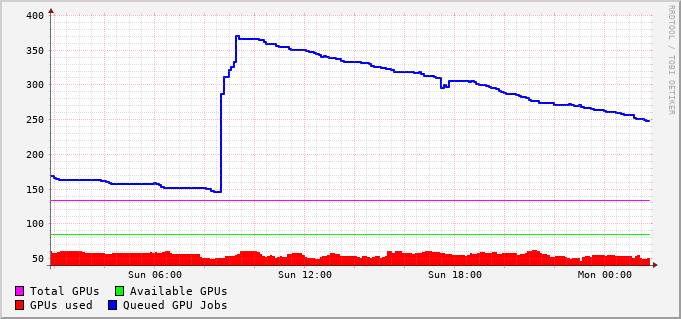 400
350
300
250
200
150
100
50
Sun 06:00 Sun 12:00 Sun 18:00 Mon 00:00
Total GPUs Available GPUs
GPUs used Queued GPU Jobs
RRDTOOL / TOBI OETIKER